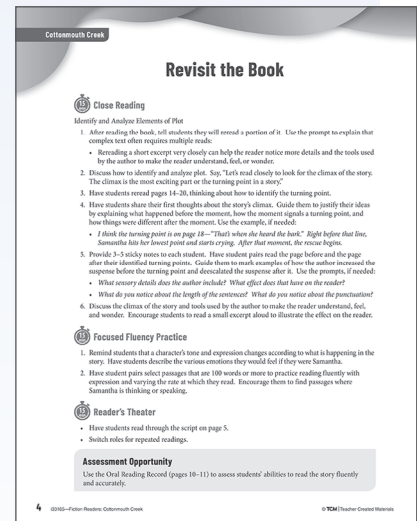 Cottonmouth Creek
Revisit the Book
Close Reading
Identify and Analyze Elements of Plot
1. After reading the book, tell students they will reread a portion of it. Use the prompt to explain that
complex text often requires multiple reads:
• Rereading a short excerpt very closely can help the reader notice more details and the tools used
by the author to make the reader understand, feel, or wonder.
2. Discuss how to identify and analyze plot. Say, "Let's read closely to look for the climax of the story.
The climax is the most exciting part or the turning point in a story."
3. Have students reread pages 14–20, thinking about how to identify the turning point.
4. Have students share their first thoughts about the story's climax. Guide them to justify their ideas
by explaining what happened before the moment, how the moment signals a turning point, and
how things were different after the moment. Use the example, if needed:
• I think the turning point is on page 18—"That's when she heard the bark." Right before that line,
Samantha hits her lowest point and starts crying. After that moment, the rescue begins.
5. Provide 3–5 sticky notes to each student. Have student pairs read the page before and the page
after their identified turning points. Guide them to mark examples of how the author increased the
suspense before the turning point and deescalated the suspense after it. Use the prompts, if needed:
• What sensory details does the author include? What effect does that have on the reader?
• What do you notice about the length of the sentences? What do you notice about the punctuation?
6. Discuss the climax of the story and tools used by the author to make the reader understand, feel,
and wonder. Encourage students to read a small excerpt aloud to illustrate the effect on the reader.
Focused Fluency Practice
1. Remind students that a character's tone and expression changes according to what is happening in the
story. Have students describe the various emotions they would feel if they were Samantha.
2. Have student pairs select passages that are 100 words or more to practice reading fluently with
expression and varying the rate at which they read. Encourage them to find passages where
Samantha is thinking or speaking.
Reader's Theater
• Have students read through the script on page 5.
• Switch roles for repeated readings.
Assessment Opportunity
Use the Oral Reading Record (pages 10–11) to assess students' abilities to read the story fluently
and accurately.
4 Fiction Readers: Cottonmouth Creek © TCM | Teacher Created Materials